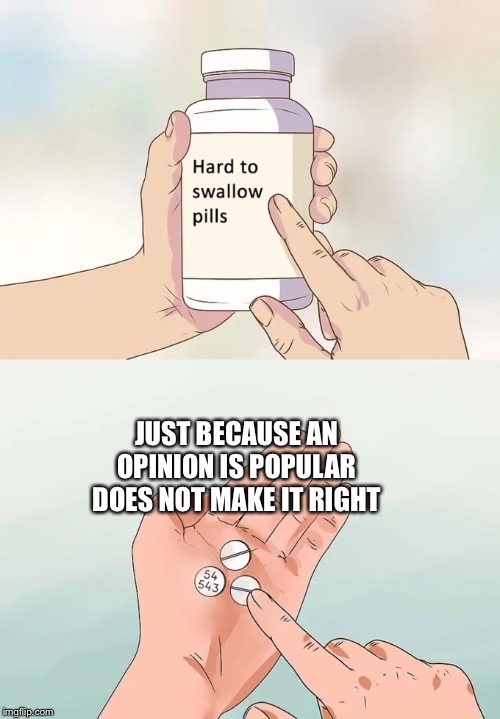 Hard to
swallow
pills
JUST BECAUSE AN
OPINION IS POPULAR
DOES NOT MAKE IT RIGHT
54
543
imgflip.com